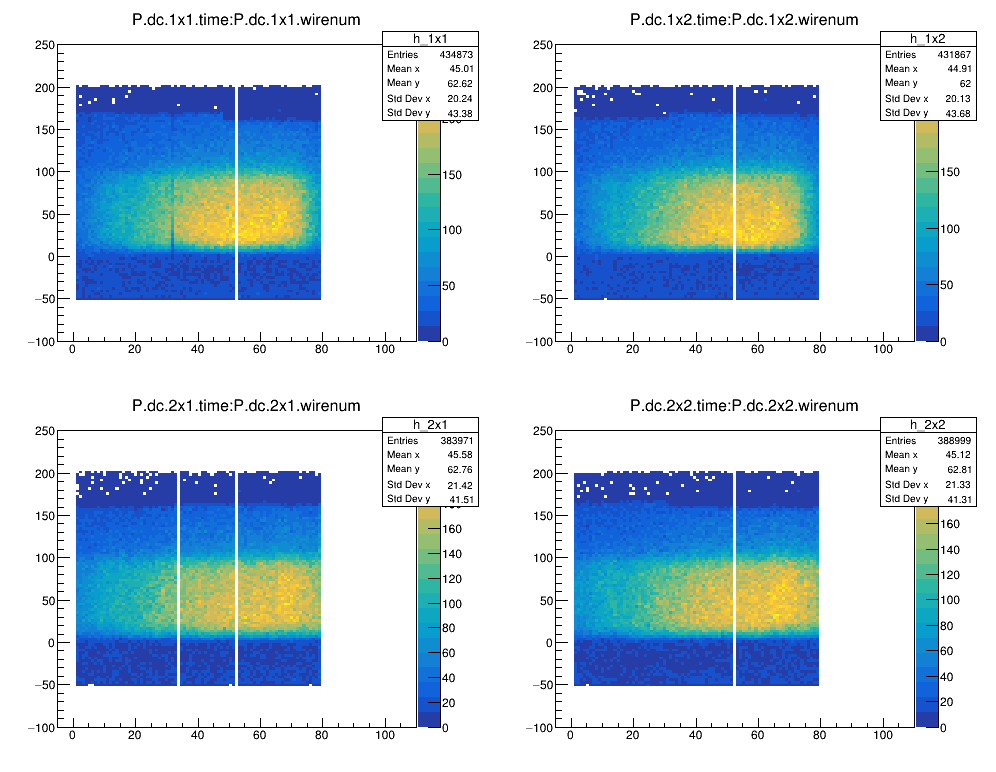 P.dc.1x1.time:P.dc.1x1.wirenum
h_1x1
Entries 434873
Mean x 45.01
Mean y 62.62
Std Dev x 20.24
Std Dev y 43.38
250
200
150
100
50
0
−50
−100
0 20 40 60 80 100
150
100
50
0
P.dc.1x2.time:P.dc.1x2.wirenum
h_1x2
Entries 431867
Mean x 44.91
Mean y 62
Std Dev x 20.13
Std Dev y 43.68
250
200
150
100
50
0
−50
−100
0 20 40 60 80 100
150
100
50
0
P.dc.2x1.time:P.dc.2x1.wirenum
h_2x1
Entries 383971
Mean x 45.58
Mean y 62.76
Std Dev x 21.42
Std Dev y 41.51
250
200
150
100
50
0
−50
−100
0 20 40 60 80 100
160
140
120
100
80
60
40
20
0
P.dc.2x2.time:P.dc.2x2.wirenum
h_2x2
Entries 388999
Mean x 45.12
Mean y 62.81
Std Dev x 21.33
Std Dev y 41.31
250
200
150
100
50
0
−50
−100
0 20 40 60 80 100
160
140
120
100
80
60
40
20
0